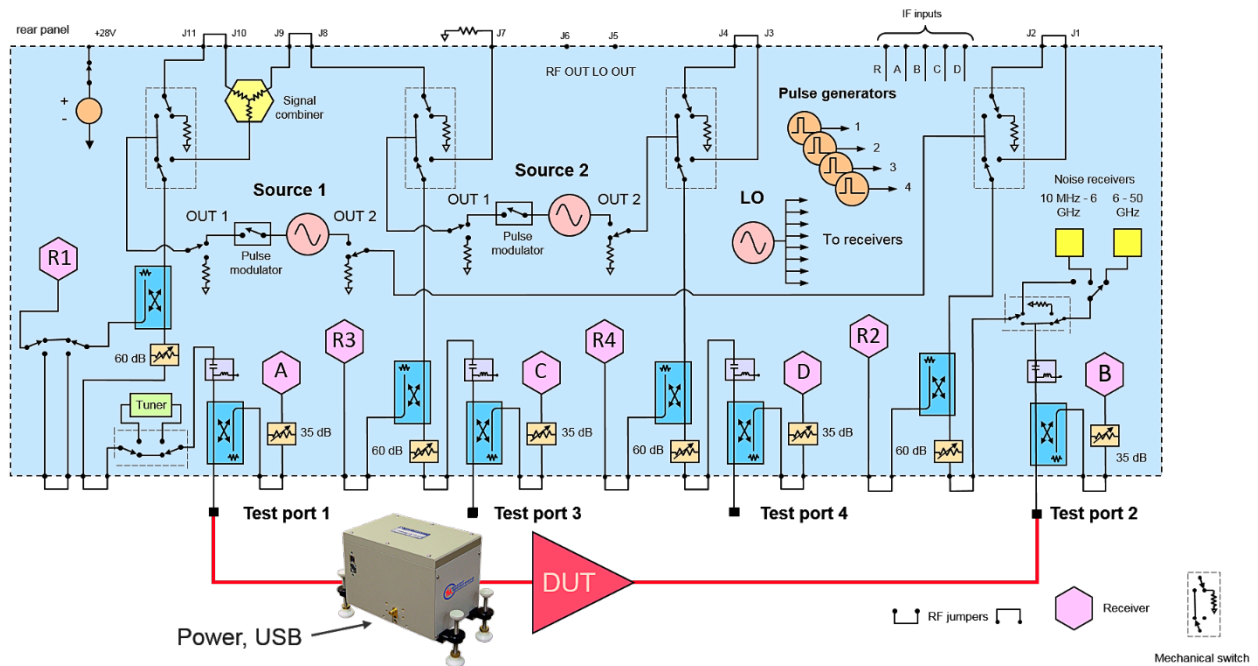 rear panel
+28V
J11
J10
J9
J8
J7
J6
J5
J4
J3
IF inputs
J2
J1
R
A
B
C
D
RF OUT LO OUT
+
-
Signal
combiner
Pulse generators
1
2
3
4
Source 1
OUT 1
OUT 2
Pulse
modulator
Source 2
OUT 1
OUT 2
Pulse
modulator
LO
To receivers
Noise receivers
10 MHz - 6
GHz
6 - 50
GHz
R1
60 dB
Tuner
A
35 dB
R3
60 dB
C
35 dB
R4
60 dB
D
35 dB
R2
60 dB
B
35 dB
Test port 1
Test port 3
Test port 4
Test port 2
DUT
Power, USB
RF jumpers
Receiver
Mechanical switch